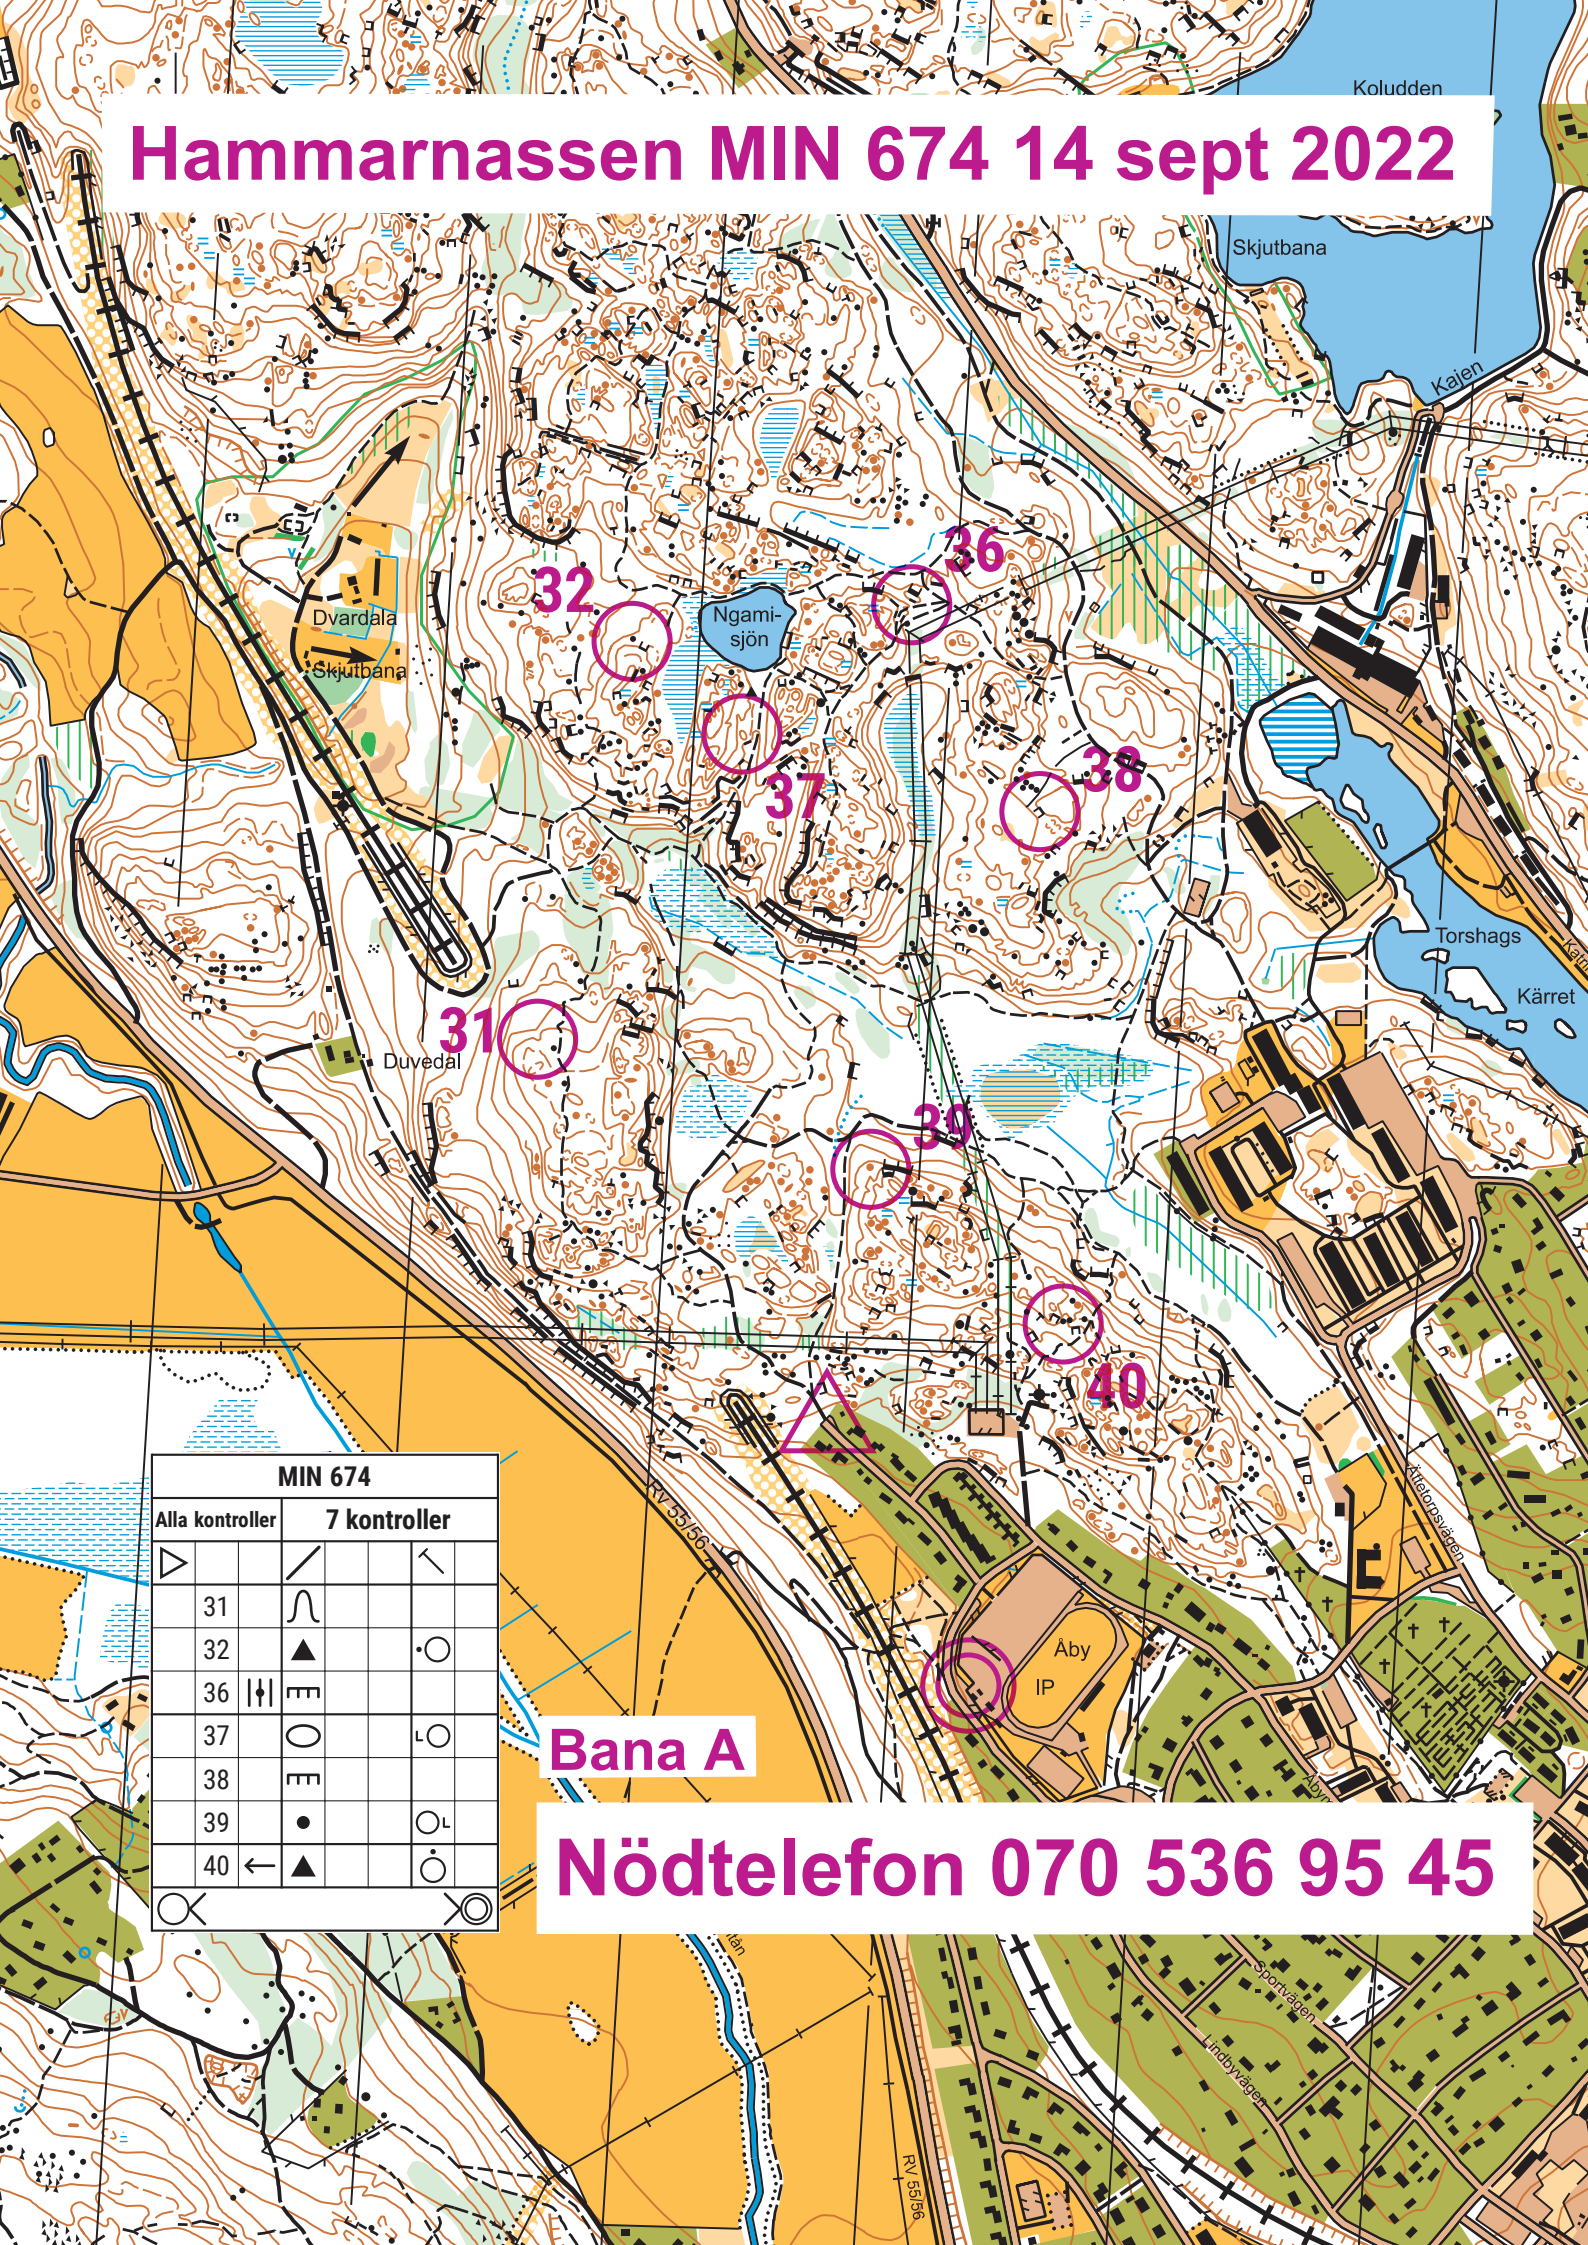 Koludden
Hammarnassen MIN 674 14 sept 2022
Skjutbana
Kajen
36
32
Dvardala
Ngami-
sjön
Skjutbana
38
37
Torshags
Kärret
31
Duvedal
39
40
Ättetorpsvägen
RV 55/56
MIN 674
Alla kontroller 7 kontroller
31
32
36
37
38
39
40
Åby
IP
Bana A
Nödtelefon 070 536 95 45
Sportvägen
Lindbyvägen
RV 55/56